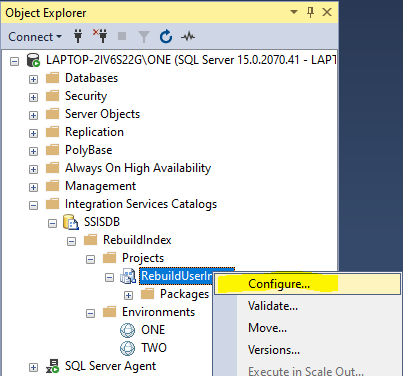 Object Explorer
Connect
LAPTOP-2IV6S22G\ONE (SQL Server 15.0.2070.41 - LAPT
Databases
Security
Server Objects
Replication
PolyBase
Always On High Availability
Management
Integration Services Catalogs
SSISDB
RebuildIndex
Projects
RebuildUserIn
Configure...
Packages
Validate...
Environments
Move...
ONE
Versions...
TWO
SQL Server Agent
Execute in Scale Out...